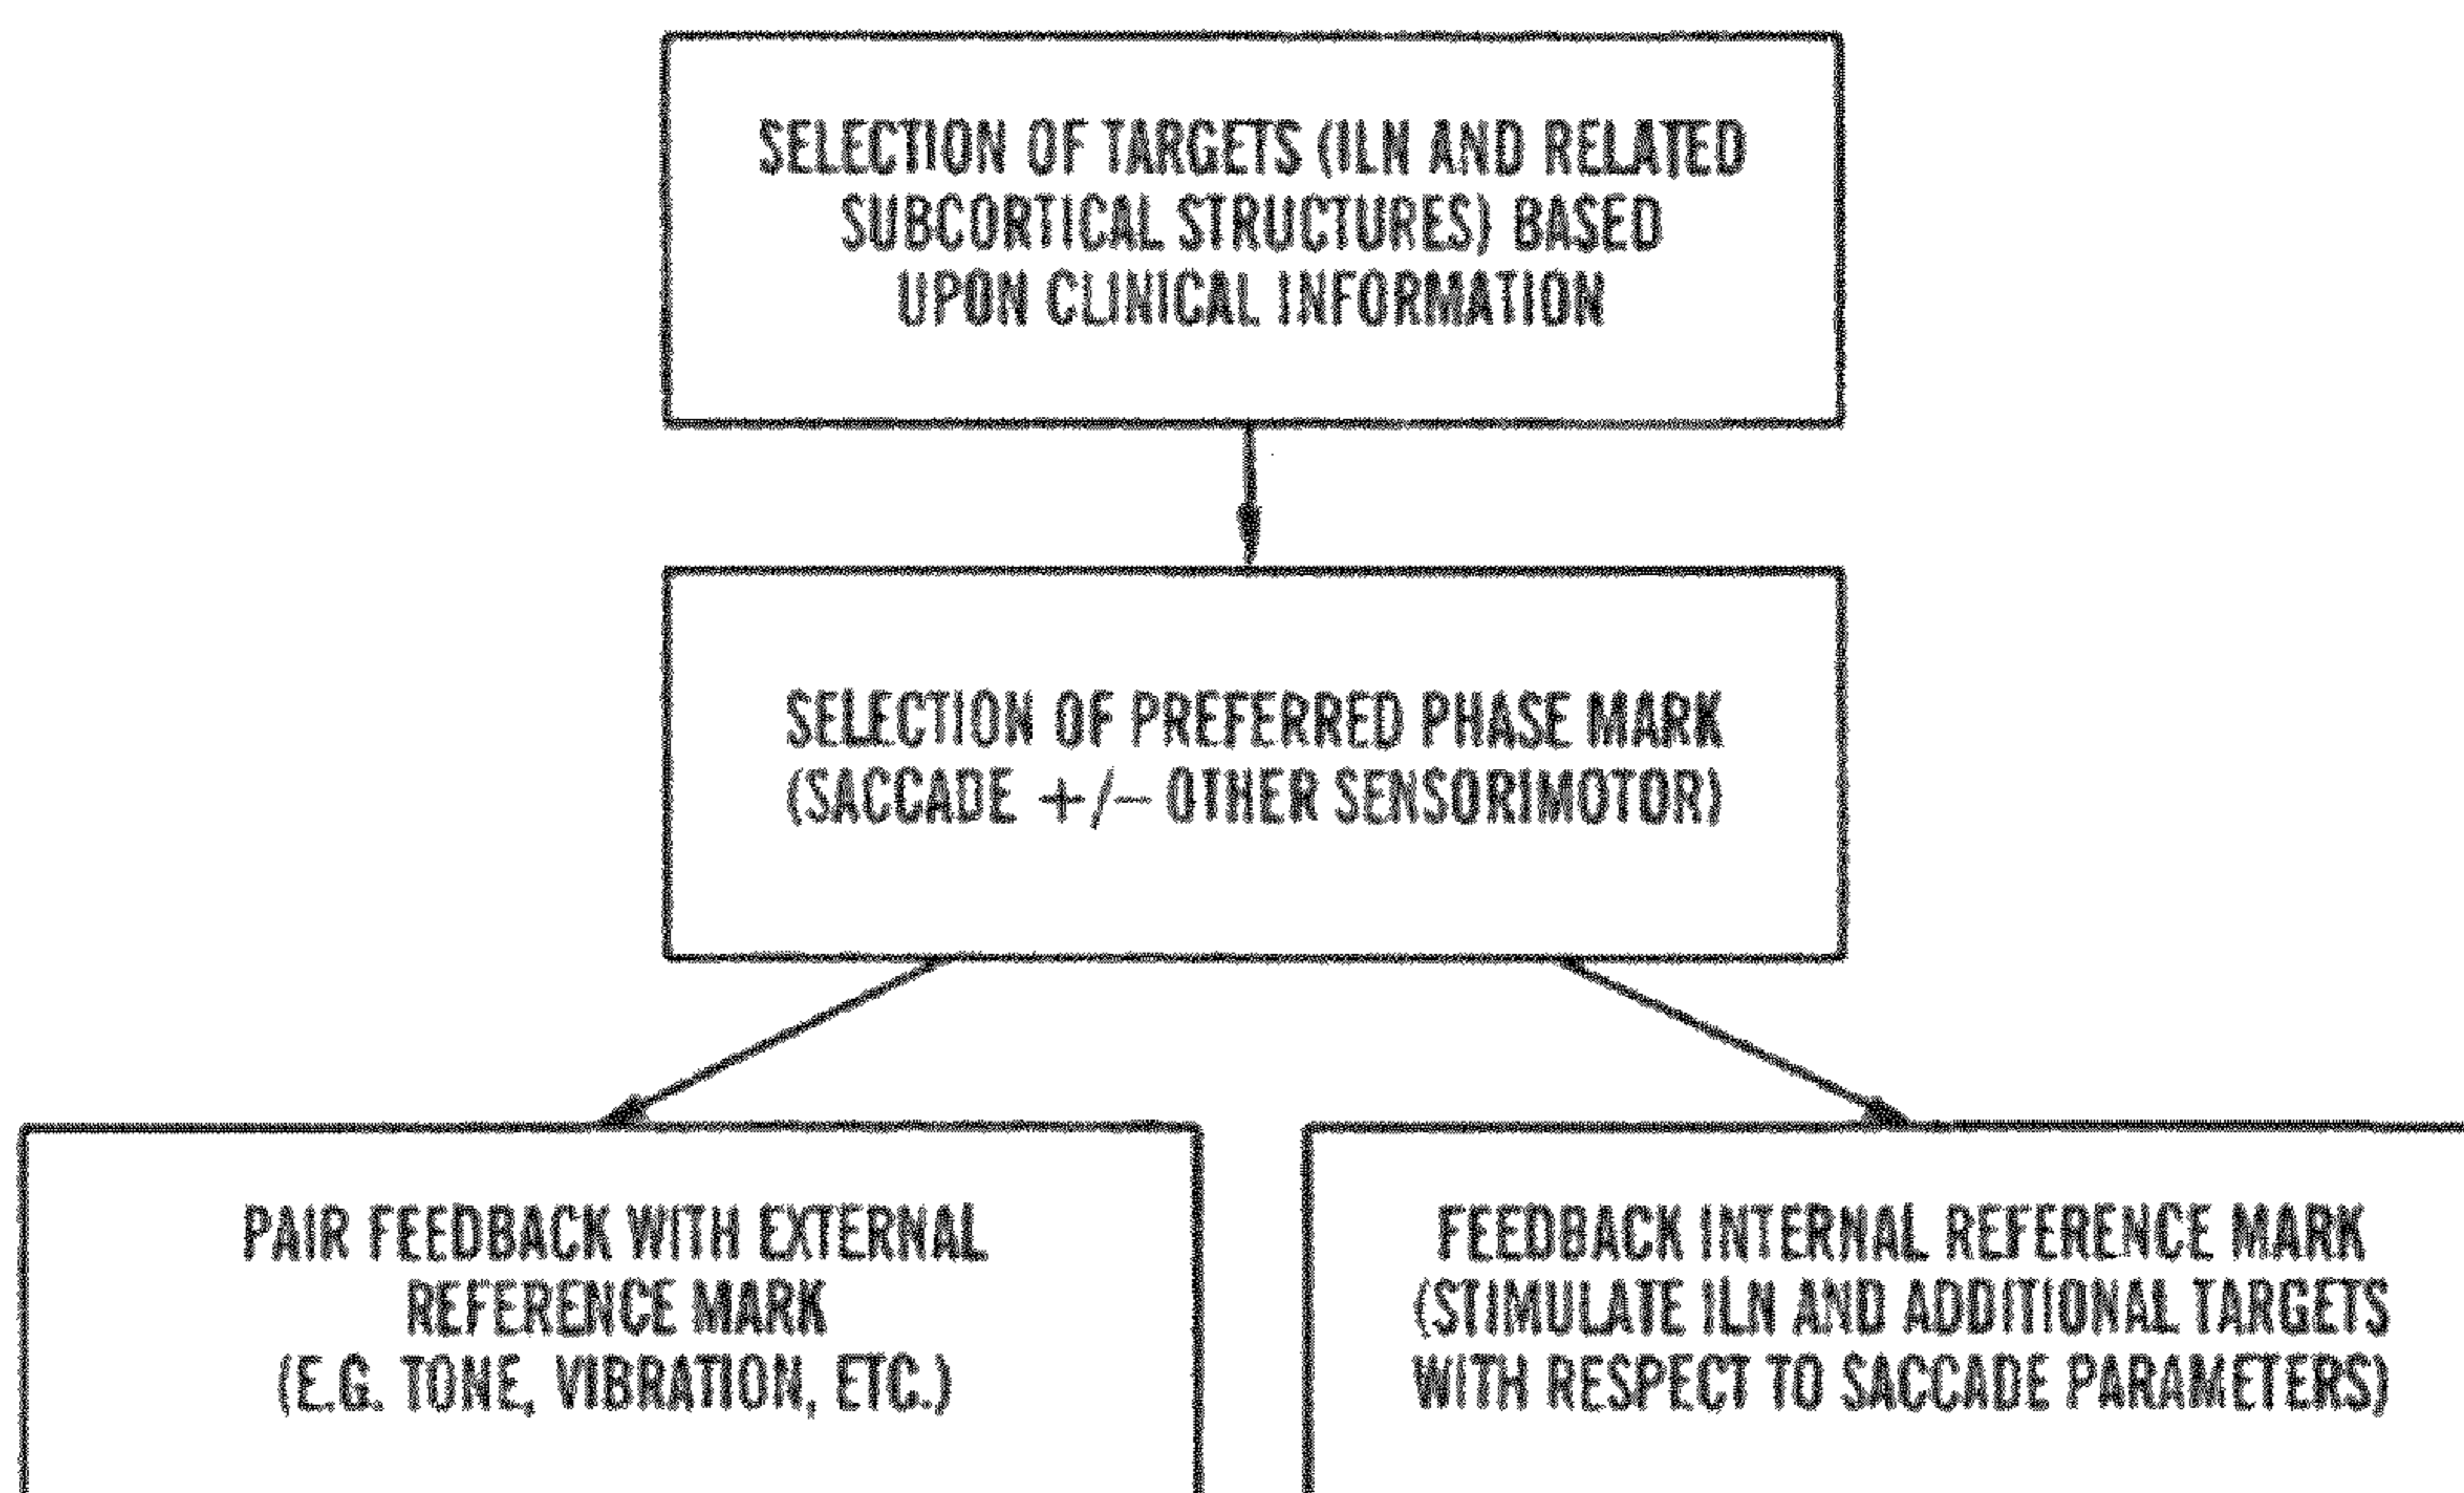 SELECTION OF TARGETS (ILN AND RELATED
SUBCORTICAL STRUCTURES) BASED
UPON CLINICAL INFORMATION
SELECTION OF PREFERRED PHASE MARK
(SACCADE +/- OTHER SENSORIMOTOR)
PAIR FEEDBACK WITH EXTERNAL
REFERENCE MARK
(E.G. TONE, VIBRATION, ETC.)
FEEDBACK INTERNAL REFERENCE MARK
(STIMULATE ILN AND ADDITIONAL TARGETS
WITH RESPECT TO SACCADE PARAMETERS)